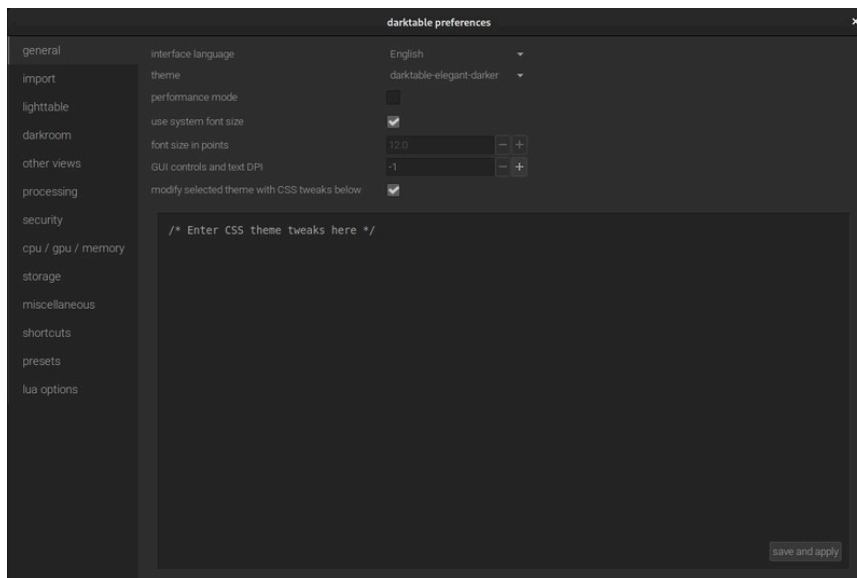 darktable preferences
general
import
lighttable
darkroom
other views
processing
security
cpu / gpu / memory
storage
miscellaneous
shortcuts
presets
lua options
interface language English
theme darktable-elegant-darker
performance mode
use system font size
font size in points 12.0
GUI controls and text DPI -1
modify selected theme with CSS tweaks below
/* Enter CSS theme tweaks here */
save and apply